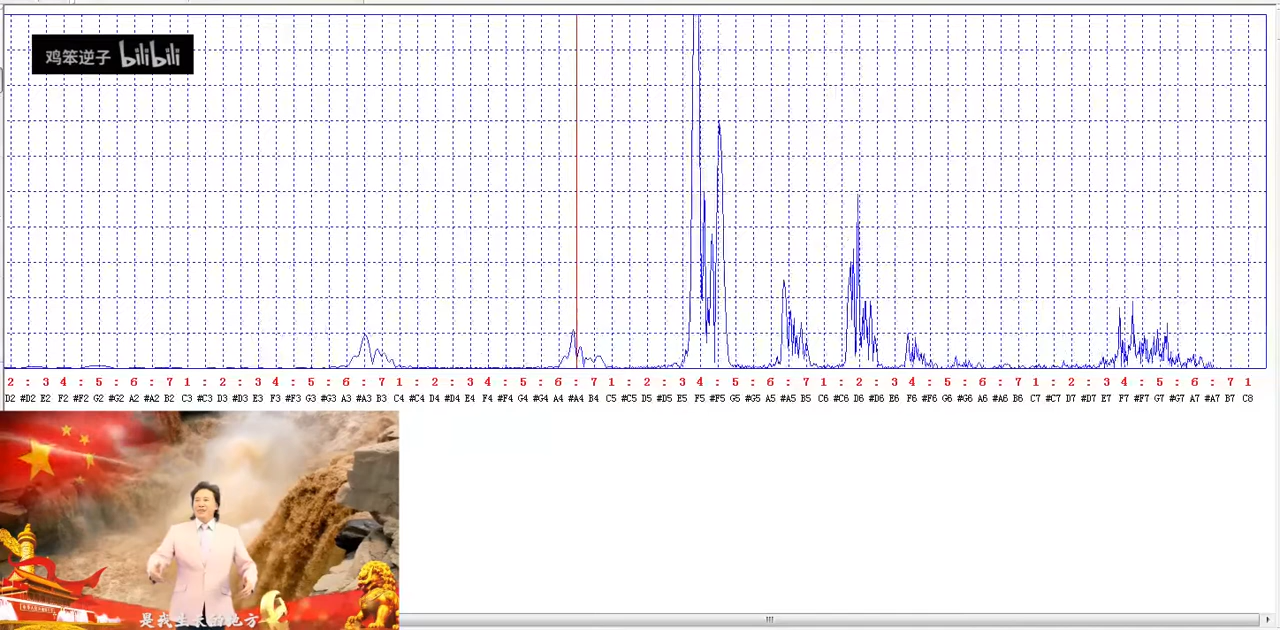 鸡笨逆子 bilibili
2 : 3 4 : 5 : 6 : 7 1 : 2 : 3 4 : 5 : 6 : 7 1 : 2 : 3 4 : 5 : 6 : 7 1 : 2 : 3 4 : 5 : 6 : 7 1 : 2 : 3 4 : 5 : 6 : 7 1 : 2 : 3 4 : 5 : 6 : 7 1
D2 #D2 E2 F2 #F2 G2 #G2 A2 #A2 B2 C3 #C3 D3 #D3 E3 F3 #F3 G3 #G3 A3 #A3 B3 C4 #C4 D4 #D4 E4 F4 #F4 G4 #G4 A4 #A4 B4 C5 #C5 D5 #D5 E5 F5 #F5 G5 #G5 A5 #A5 B5 C6 #C6 D6 #D6 E6 F6 #F6 G6 #G6 A6 #A6 B6 C7 #C7 D7 #D7 E7 F7 #F7 G7 #G7 A7 #A7 B7 C8
是我生长的地方